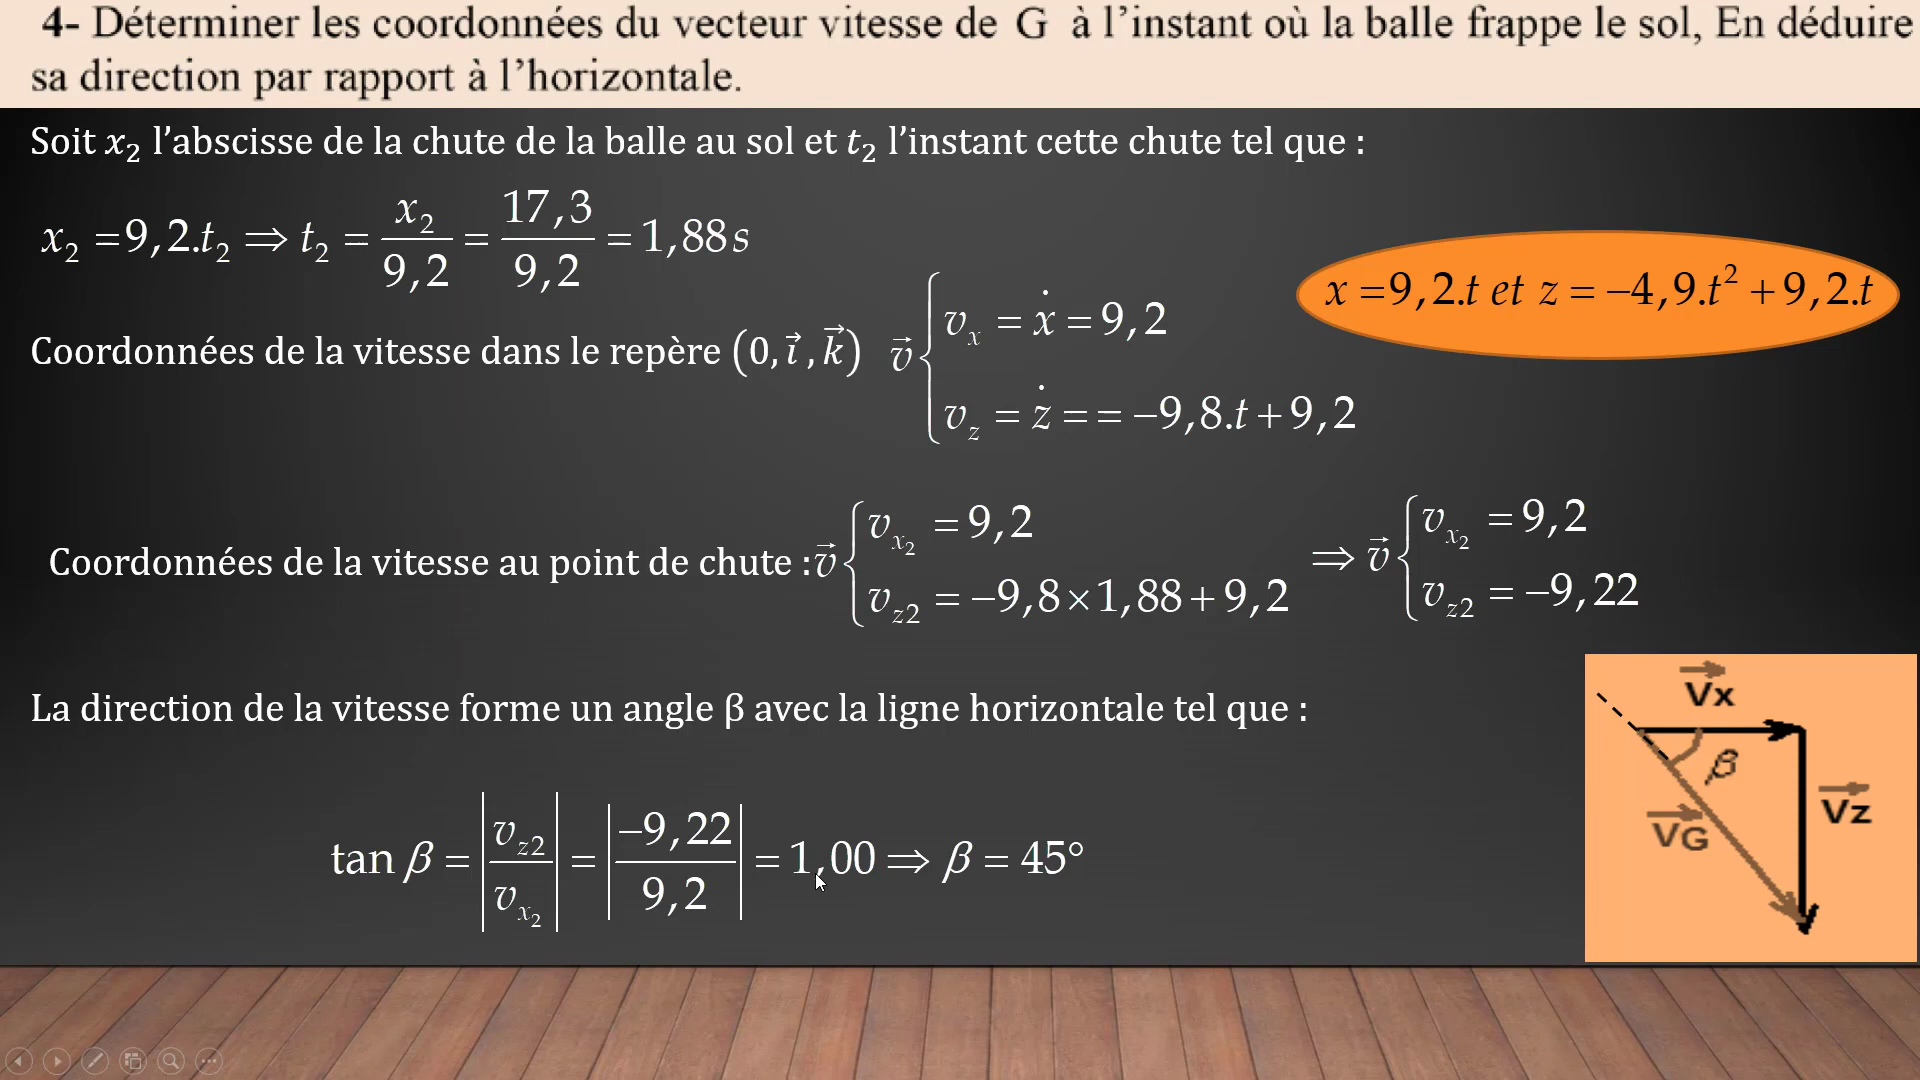 4- Déterminer les coordonnées du vecteur vitesse de G à l’instant où la balle frappe le sol, En déduire
sa direction par rapport à l’horizontale.
Soit x₂ l’abscisse de la chute de la balle au sol et t₂ l’instant cette chute tel que :
x₂ = 9,2.t₂ ⇒ t₂ = x₂/9,2 = 17,3/9,2 = 1,88 s
x = 9,2.t et z = −4,9.t² + 9,2.t
Coordonnées de la vitesse dans le repère (0, i⃗, k⃗) v⃗ {
vₓ = ẋ = 9,2
v_z = ż = = −9,8.t + 9,2
Coordonnées de la vitesse au point de chute : v⃗ {
v_x₂ = 9,2
v_z2 = −9,8 × 1,88 + 9,2
⇒ v⃗ {
v_x₂ = 9,2
v_z2 = −9,22
La direction de la vitesse forme un angle β avec la ligne horizontale tel que :
tan β = |v_z2/v_x₂| = |−9,22/9,2| = 1,00 ⇒ β = 45°
Vx
β
Vz
VG